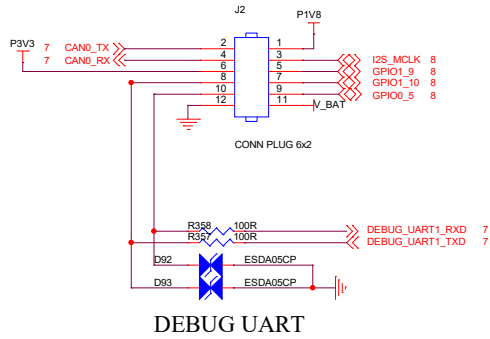 J2
P1V8
P3V3 7 CAN0_TX 2 1
7 CAN0_RX 4 3 I2S_MCLK 8
6 5 GPIO1_9 8
8 7 GPIO1_10 8
10 9 GPIO0_5 8
12 11 V_BAT
CONN PLUG 6x2
R358 100R DEBUG_UART1_RXD 7
R357 100R DEBUG_UART1_TXD 7
D92 ESDA05CP
D93 ESDA05CP
DEBUG UART